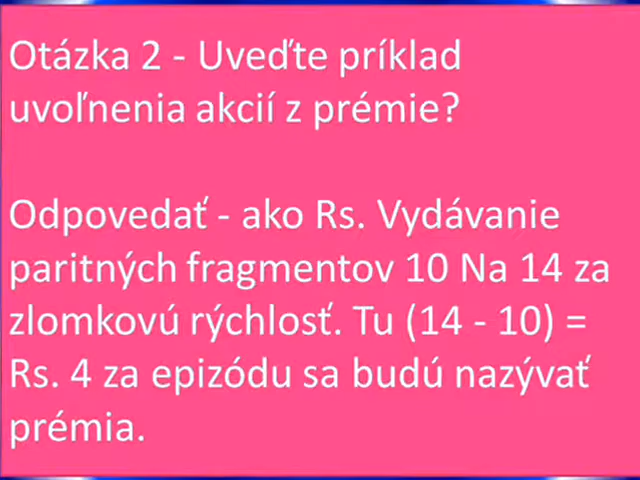 Otázka 2 - Uveďte príklad
uvoľnenia akcií z prémie?
Odpovedať - ako Rs. Vydávanie
paritných fragmentov 10 Na 14 za
zlomkovú rýchlosť. Tu (14 - 10) =
Rs. 4 za epizódu sa budú nazývať
prémia.